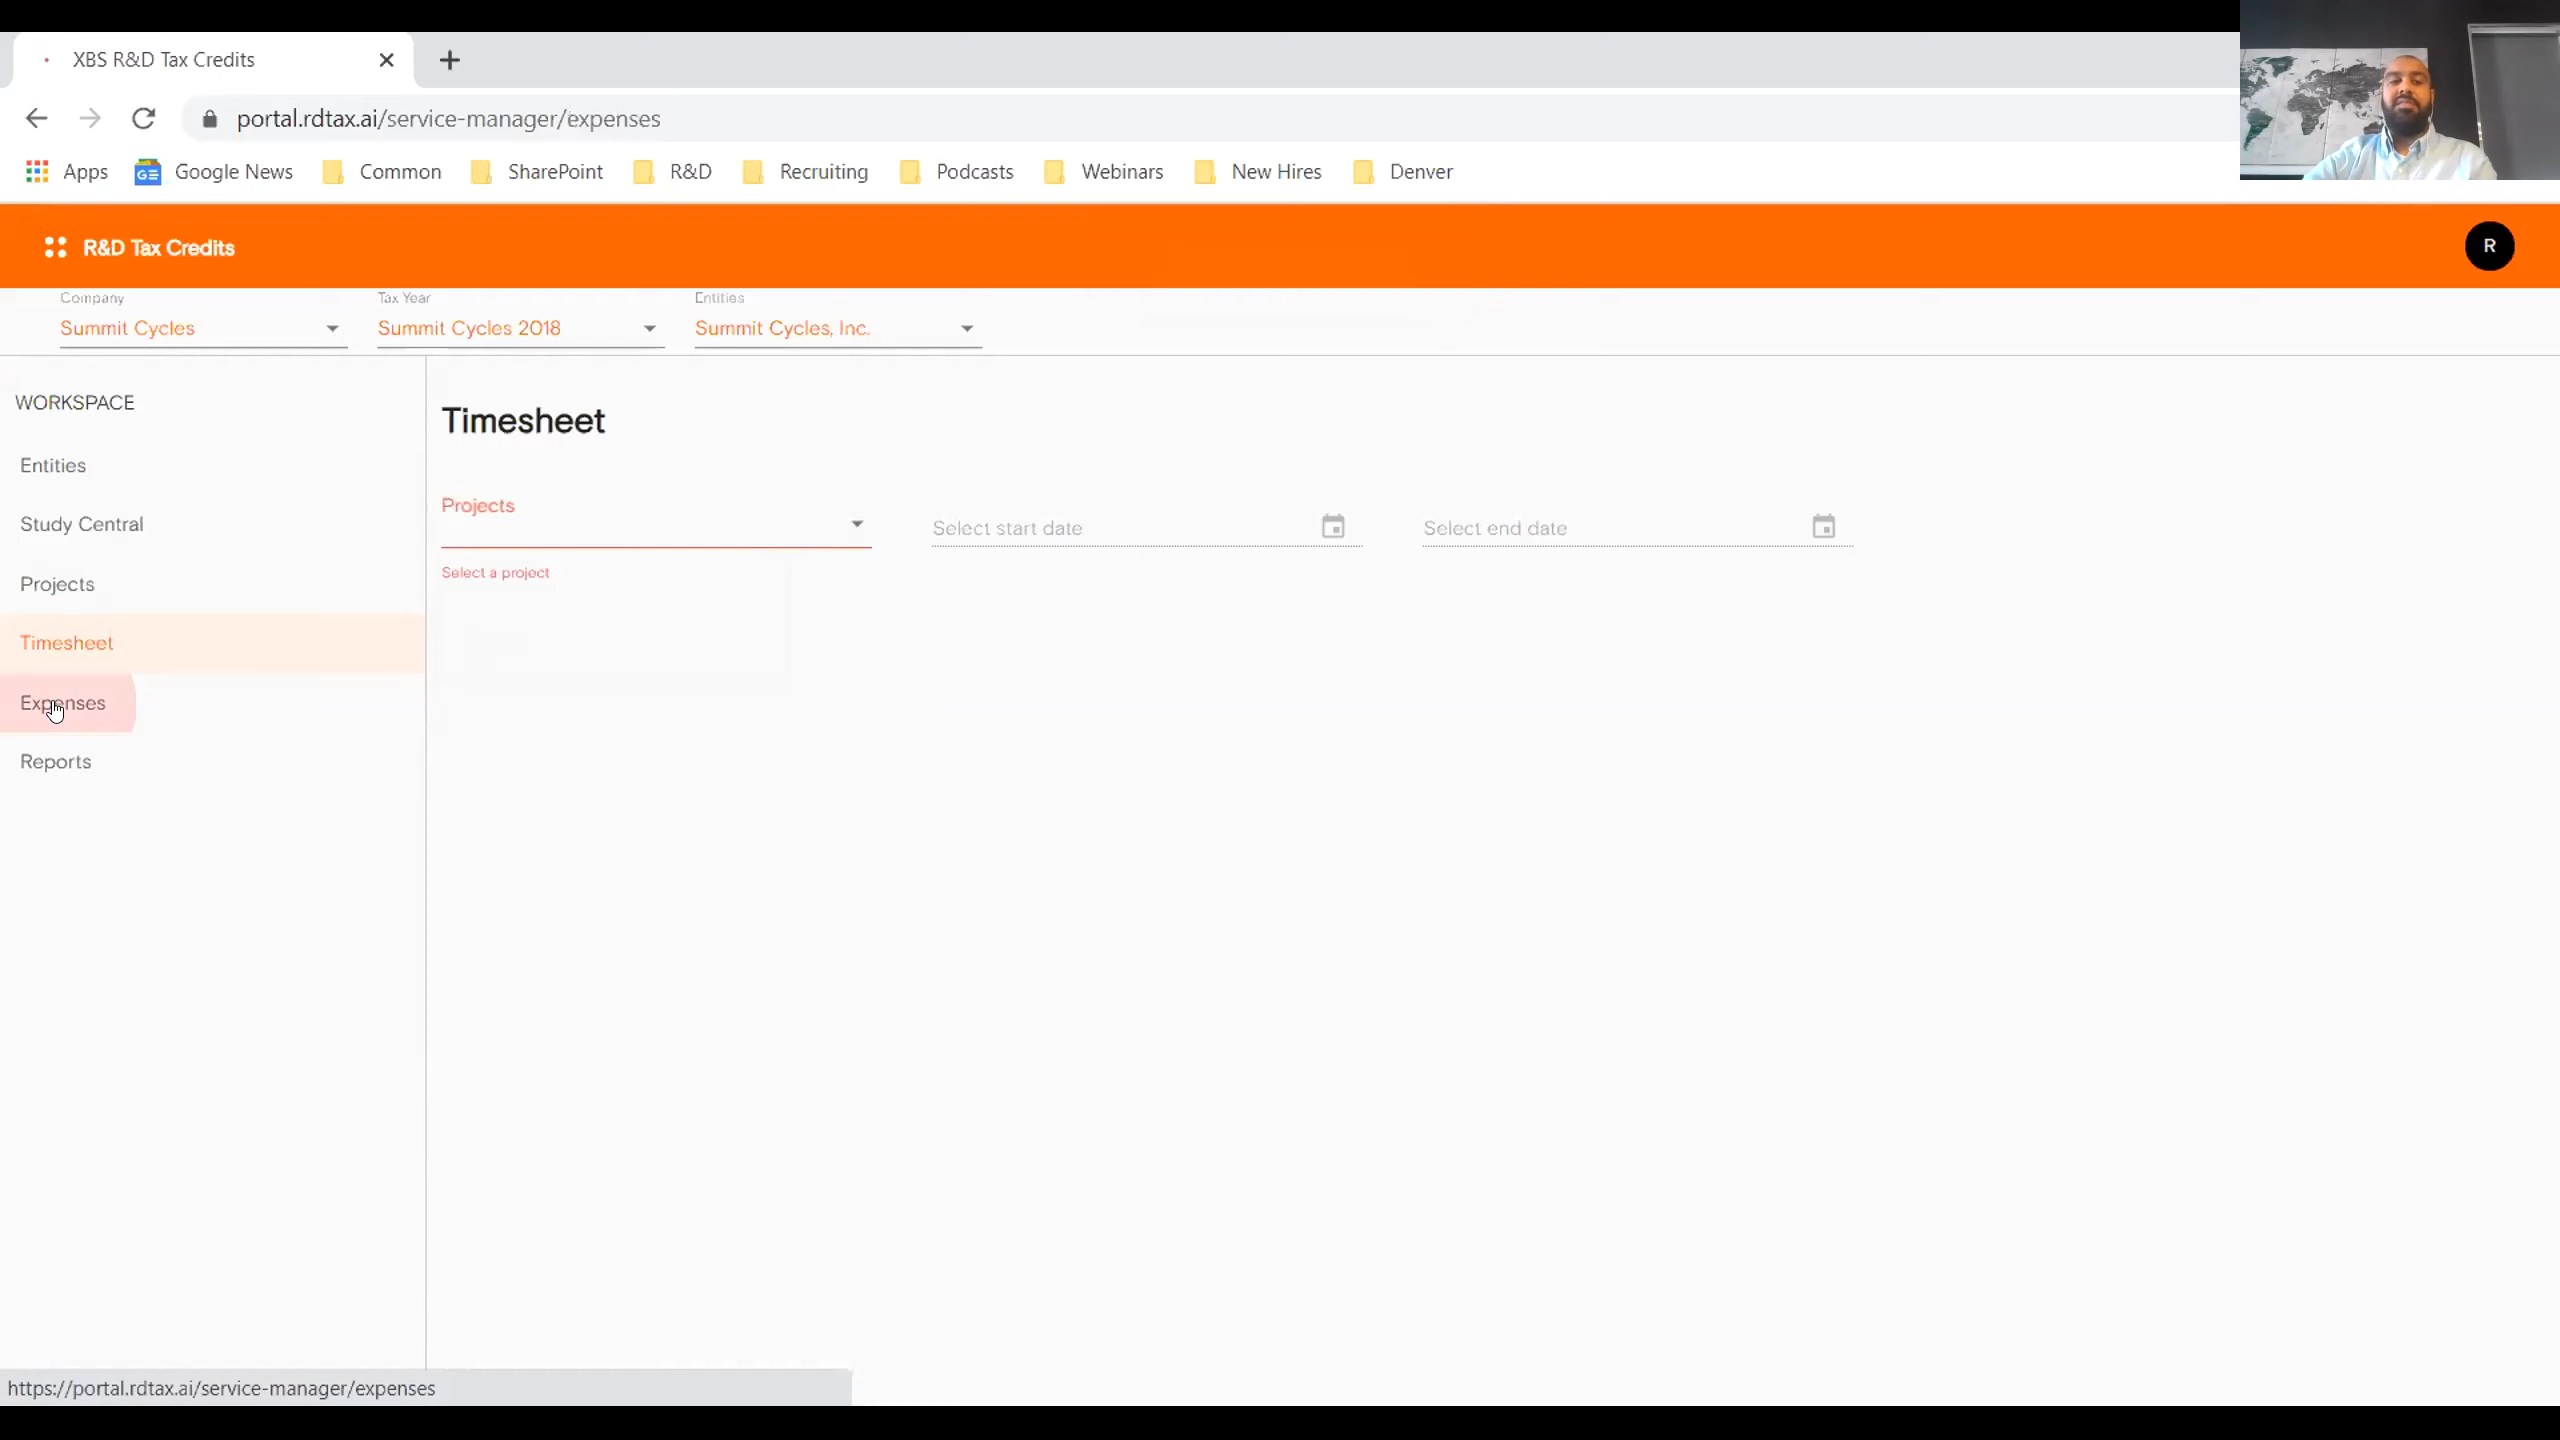 XBS R&D Tax Credits
portal.rdtax.ai/service-manager/expenses
Apps Google News Common SharePoint R&D Recruiting Podcasts Webinars New Hires Denver
R&D Tax Credits R
Company Tax Year Entities
Summit Cycles Summit Cycles 2018 Summit Cycles, Inc.
WORKSPACE
Entities
Study Central
Projects
Timesheet
Expenses
Reports
Timesheet
Projects
Select start date Select end date
Select a project
https://portal.rdtax.ai/service-manager/expenses